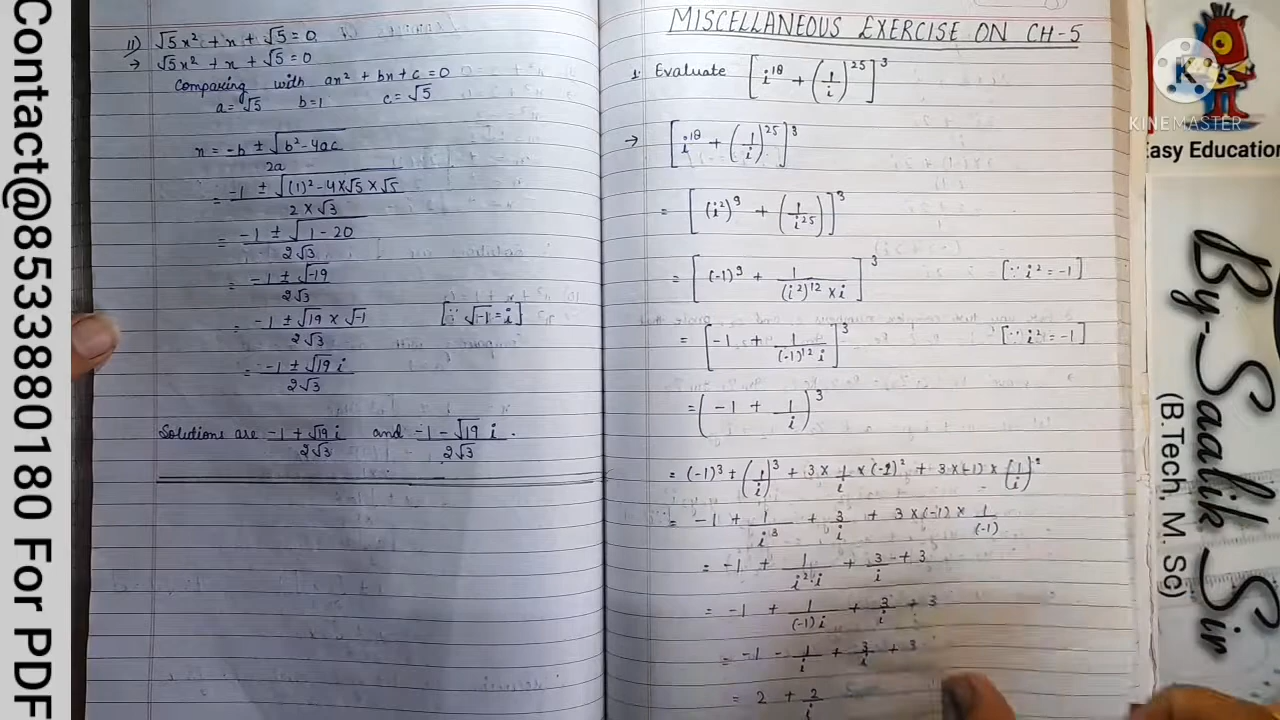 Contact@8533880180 For PDF
11) √5x² + x + √5 = 0
→ √5x² + x + √5 = 0
Comparing with ax² + bx + c = 0
a = √5 b = 1 c = √5
x = -b ± √b² - 4ac / 2a
= -1 ± √(1)² - 4×√5×√5 / 2×√3
= -1 ± √1 - 20 / 2√3
= -1 ± √-19 / 2√3
= -1 ± √19 × √-1 / 2√3 [∵ √-1 = i]
= -1 ± √19 i / 2√3
Solutions are -1 + √19 i / 2√3 and -1 - √19 i / 2√3 .
MISCELLANEOUS EXERCISE ON CH-5
1. Evaluate [i¹⁸ + (1/i)²⁵]³
→ [i¹⁸ + (1/i)²⁵]³
= [(i²)⁹ + (1/i²⁵)]³
= [(-1)⁹ + 1/(i²)¹² × i]³ [∵ i² = -1]
= [-1 + 1/(-1)¹² i]³ [∵ i² = -1]
= (-1 + 1/i)³
= (-1)³ + (1/i)³ + 3 × 1/i × (-1)² + 3 × (-1) × (1/i)²
= -1 + 1/i³ + 3/i + 3 × (-1) × 1/(-1)
= -1 + 1/i² i + 3/i + 3
= -1 + 1/(-1) i + 3/i + 3
= -1 - 1/i + 3/i + 3
= 2 + 2/i
K
KINEMASTER
Easy Education
By-Saalik Sir
(B.Tech, M. Sc)